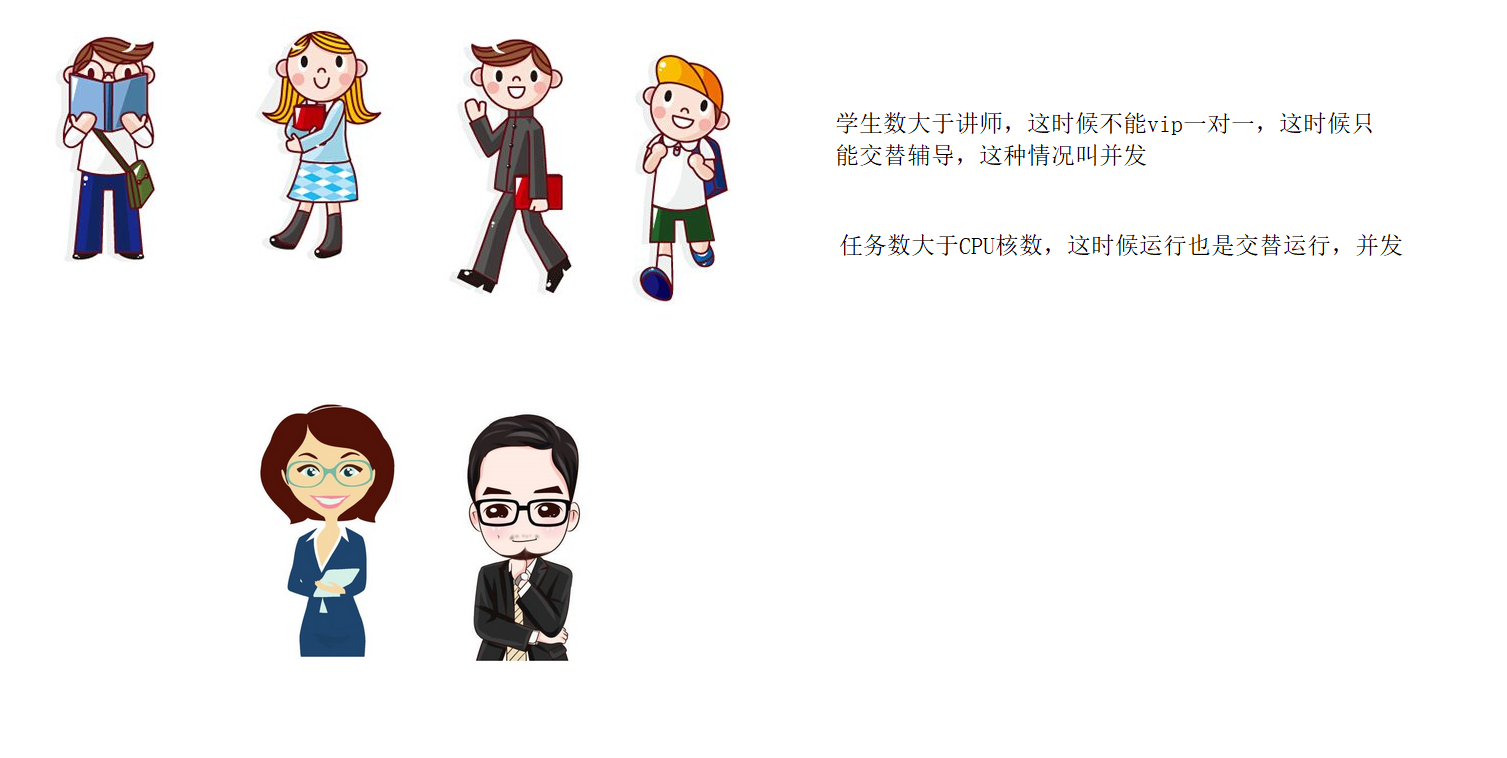 学生数大于讲师，这时候不能vip一对一，这时候只
能交替辅导，这种情况叫并发
任务数大于CPU核数，这时候运行也是交替运行，并发